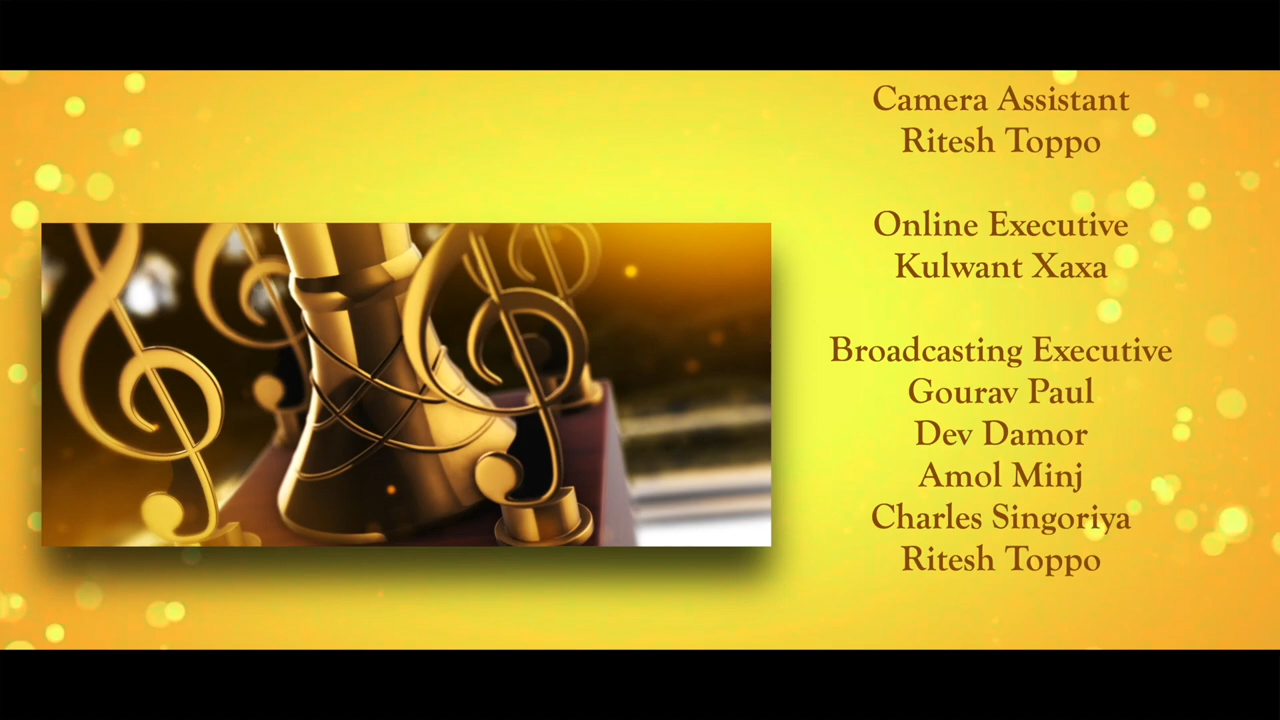 Camera Assistant
Ritesh Toppo
Online Executive
Kulwant Xaxa
Broadcasting Executive
Gourav Paul
Dev Damor
Amol Minj
Charles Singoriya
Ritesh Toppo